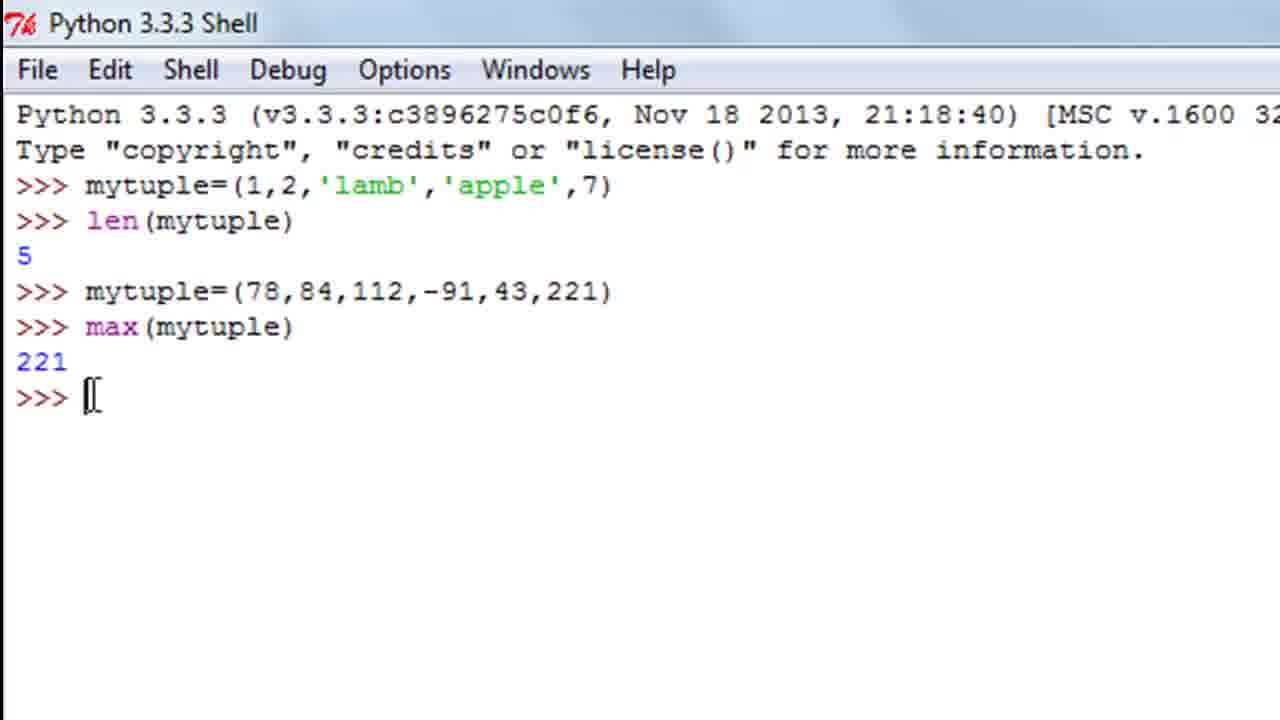 Python 3.3.3 Shell
File Edit Shell Debug Options Windows Help
Python 3.3.3 (v3.3.3:c3896275c0f6, Nov 18 2013, 21:18:40) [MSC v.1600 32
Type "copyright", "credits" or "license()" for more information.
>>> mytuple=(1,2,'lamb','apple',7)
>>> len(mytuple)
5
>>> mytuple=(78,84,112,-91,43,221)
>>> max(mytuple)
221
>>>